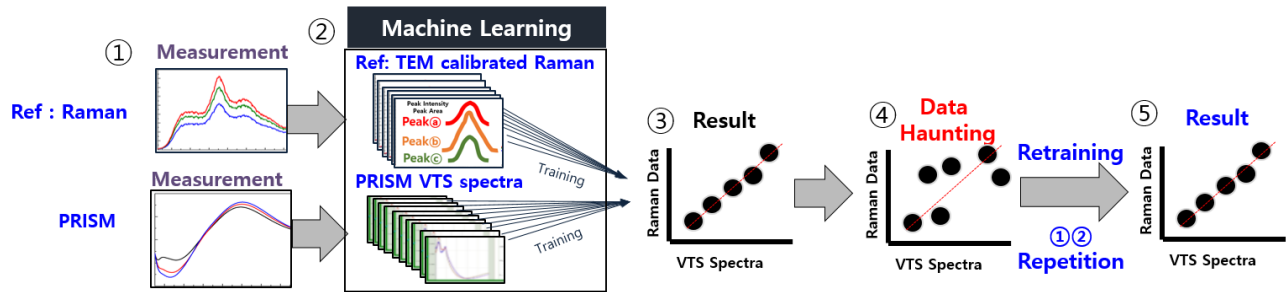 ①
Measurement
Ref : Raman
Measurement
PRISM
②
Machine Learning
Ref: TEM calibrated Raman
Peak Intensity
Peak Area
Peakⓐ
Peakⓑ
Peakⓒ
Training
PRISM VTS spectra
Training
③
Result
Raman Data
VTS Spectra
④
Data
Haunting
Raman Data
VTS Spectra
Retraining
①②
Repetition
⑤
Result
Raman Data
VTS Spectra